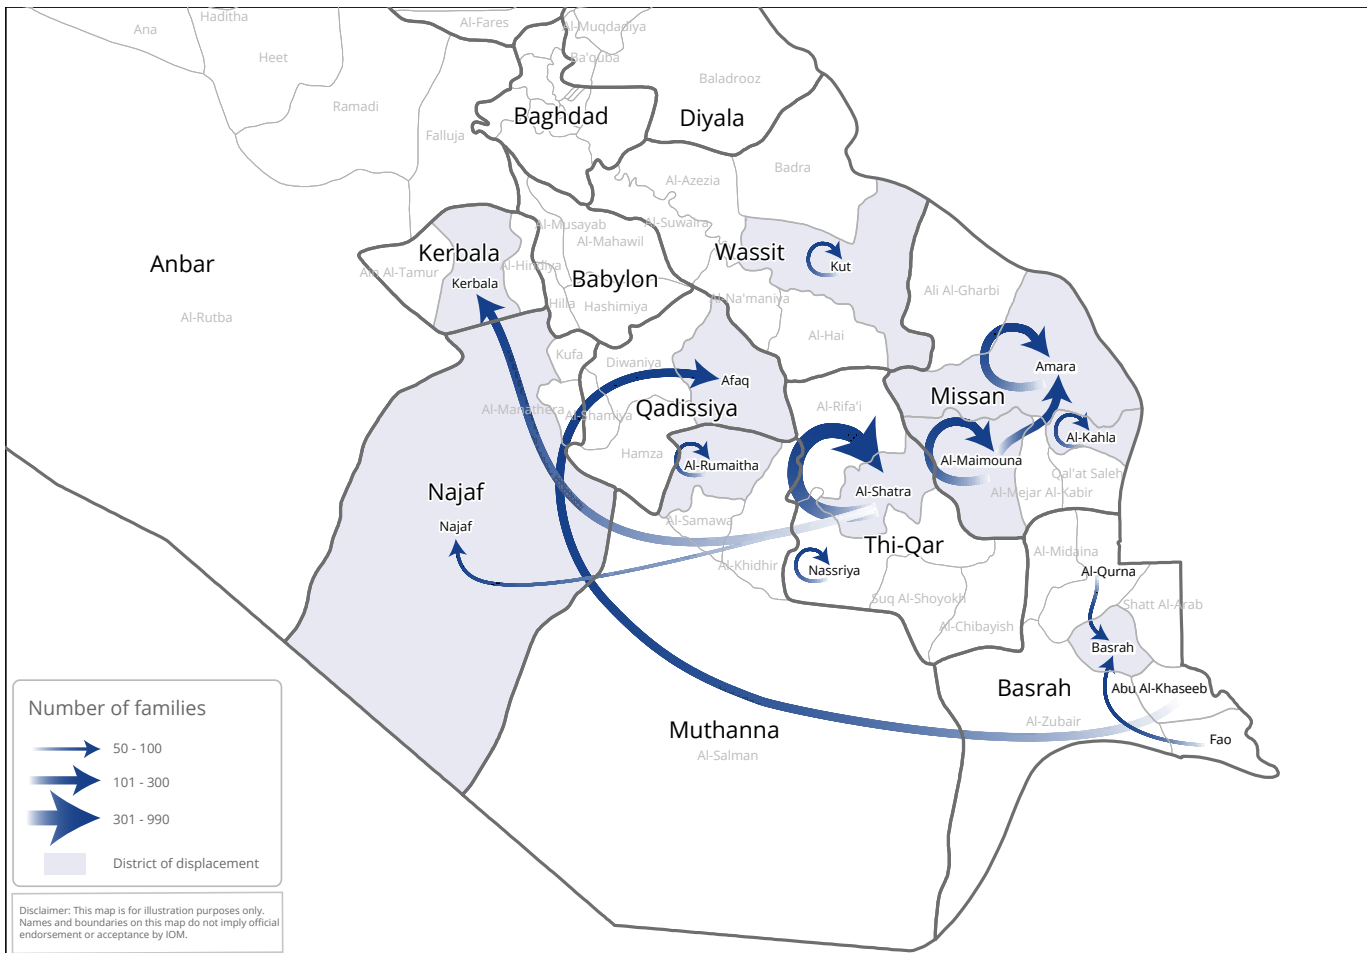 Haditha
Al-Fares
Al-Muqdadiya
Ana
Heet
Ba'quba
Baladrooz
Ramadi
Baghdad
Diyala
Falluja
Badra
Al-Azezia
Al-Musayab
Al-Suwaira
Al-Mahawil
Kerbala
Wassit
Anbar
Ain Al-Tamur
Al-Hindiya
Kut
Kerbala
Babylon
Ali Al-Gharbi
Hilla
Hashimiya
Al-Na'maniya
Al-Rutba
Al-Hai
Kufa
Diwaniya
Amara
Afaq
Missan
Al-Manathera
Al-Shamiya
Qadissiya
Al-Rifa'i
Al-Kahla
Hamza
Al-Rumaitha
Al-Maimouna
Qal'at Saleh
Najaf
Al-Shatra
Al-Mejar Al-Kabir
Najaf
Al-Samawa
Thi-Qar
Al-Midaina
Al-Khidhir
Nassriya
Al-Qurna
Suq Al-Shoyokh
Shatt Al-Arab
Al-Chibayish
Basrah
Basrah
Abu Al-Khaseeb
Al-Zubair
Muthanna
Fao
Al-Salman
Number of families
50 - 100
101 - 300
301 - 990
District of displacement
Disclaimer: This map is for illustration purposes only.
Names and boundaries on this map do not imply official
endorsement or acceptance by IOM.